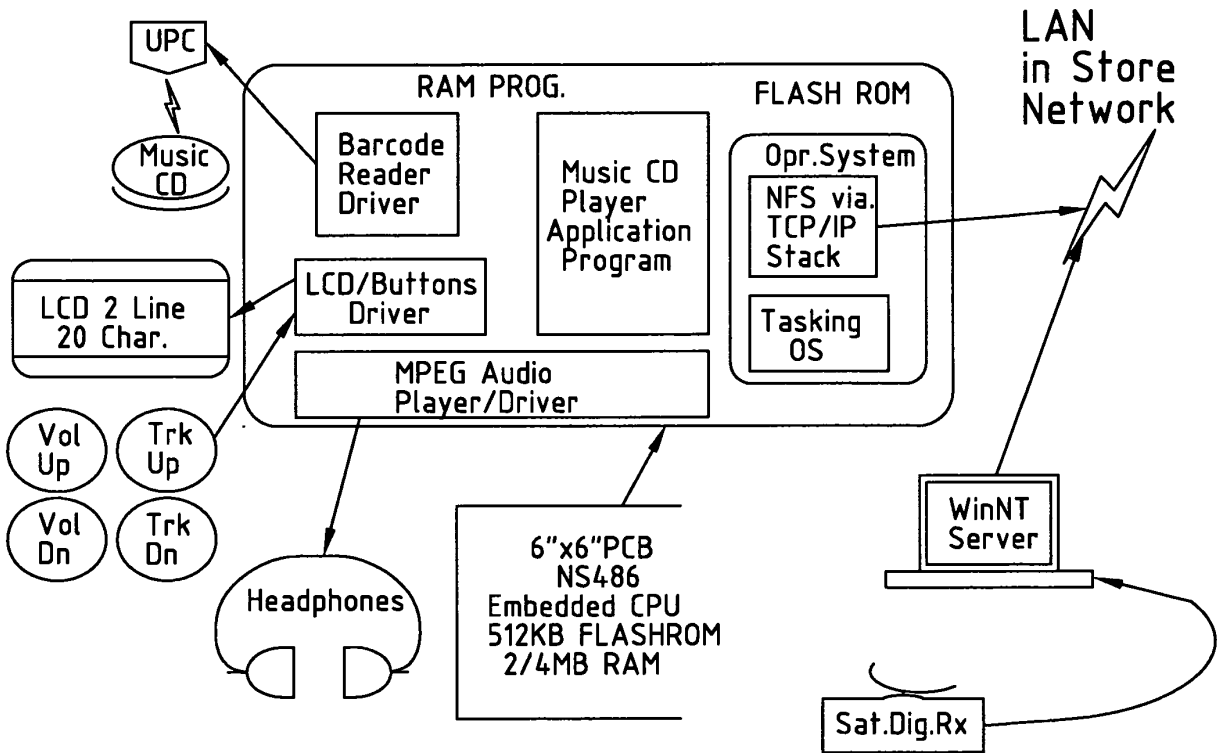 UPC
Music
CD
RAM PROG.
FLASH ROM
LAN
in Store
Network
Barcode
Reader
Driver
Music CD
Player
Application
Program
Opr.System
NFS via.
TCP/IP
Stack
Tasking
OS
LCD 2 Line
20 Char.
LCD/Buttons
Driver
MPEG Audio
Player/Driver
Vol
Up
Trk
Up
Vol
Dn
Trk
Dn
Headphones
6"x6"PCB
NS486
Embedded CPU
512KB FLASHROM
2/4MB RAM
WinNT
Server
Sat.Dig.Rx